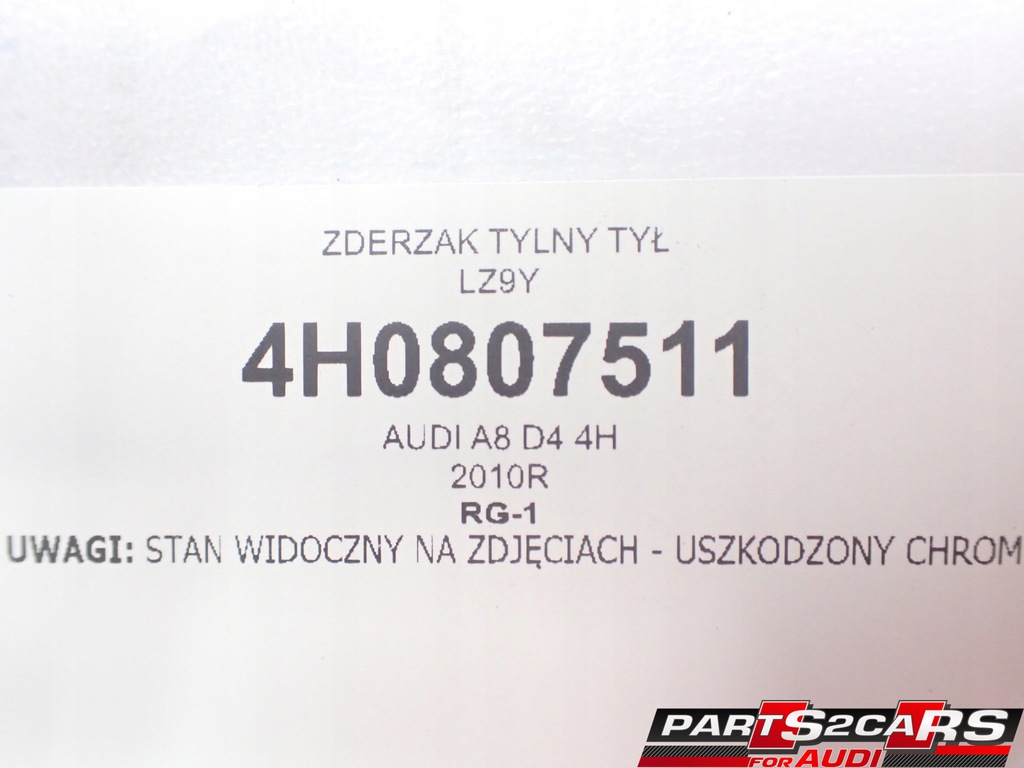 ZDERZAK TYLNY TYŁ
LZ9Y
4H0807511
AUDI A8 D4 4H
2010R
RG-1
UWAGI: STAN WIDOCZNY NA ZDJĘCIACH - USZKODZONY CHROM
PARTS2CARS
FOR AUDI